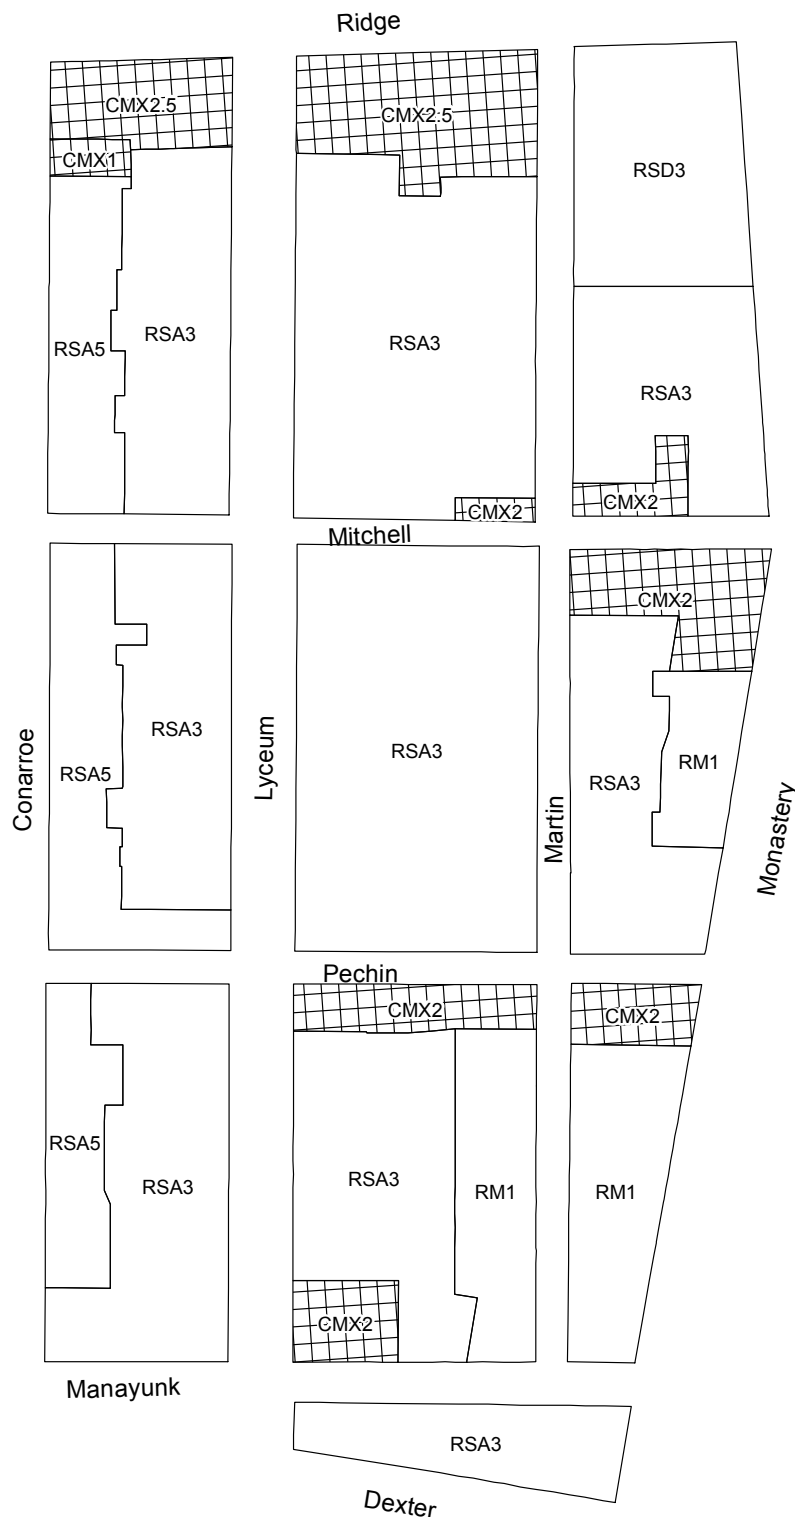 Ridge
CMX2.5
CMX2.5
CMX1
RSD3
RSA5
RSA3
RSA3
RSA3
CMX2
CMX2
Mitchell
CMX2
Conarroe
RSA5
RSA3
Lyceum
RSA3
Martin
RSA3
RM1
Monastery
Pechin
CMX2
CMX2
RSA5
RSA3
RSA3
RM1
RM1
CMX2
Manayunk
RSA3
Dexter